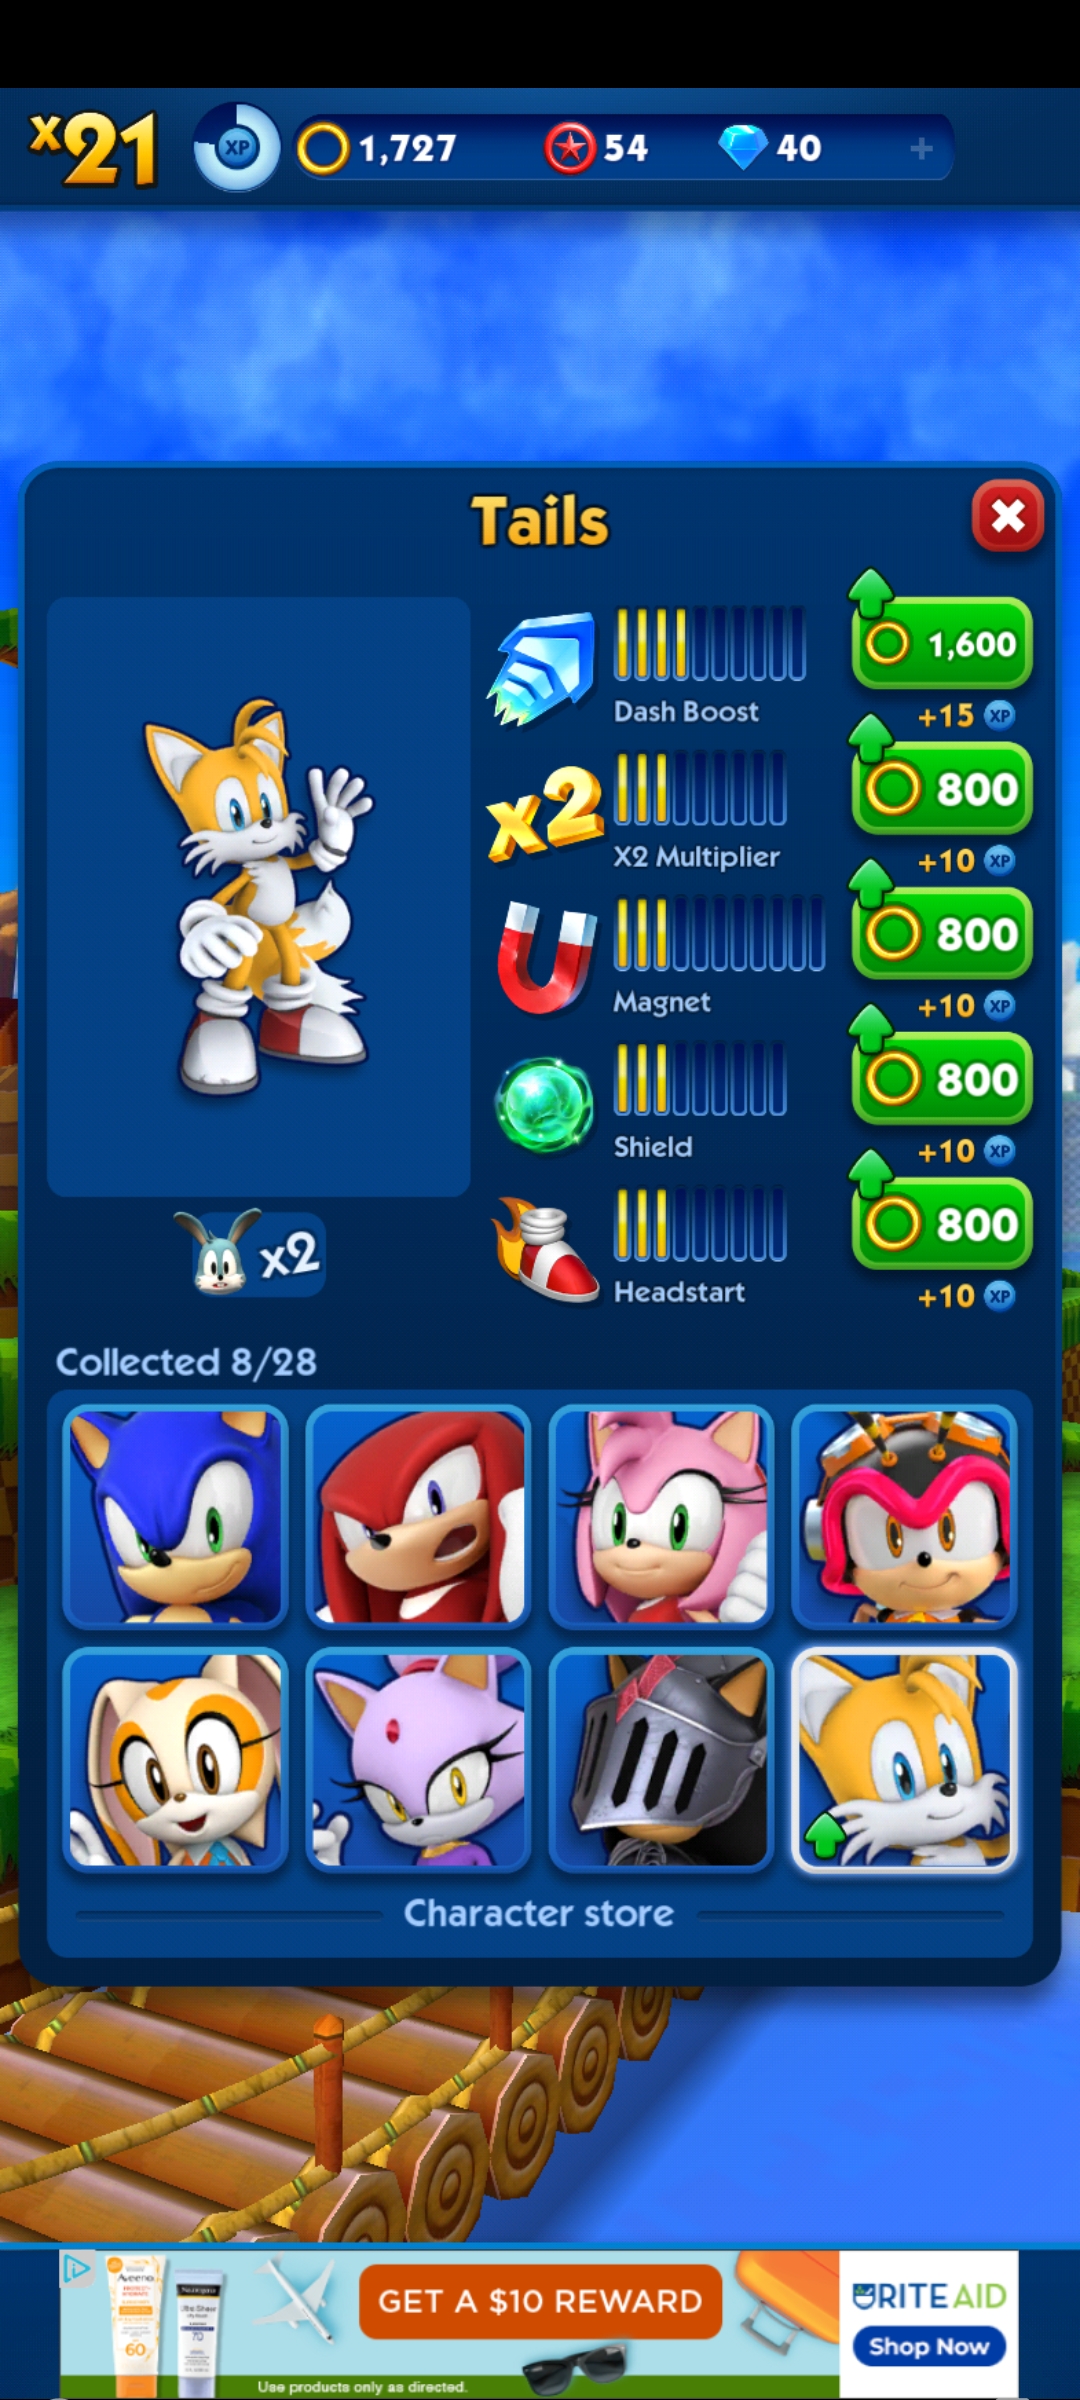 x21
XP
1,727
54
40
+
Tails
1,600
Dash Boost
+15 XP
x2
800
X2 Multiplier
+10 XP
800
Magnet
+10 XP
800
Shield
+10 XP
800
x2
Headstart
+10 XP
Collected 8/28
Character store
Aveeno
60
Neutrogena
Ultra Sheer
70
GET A $10 REWARD
RITE AID
Shop Now
Use products only as directed.